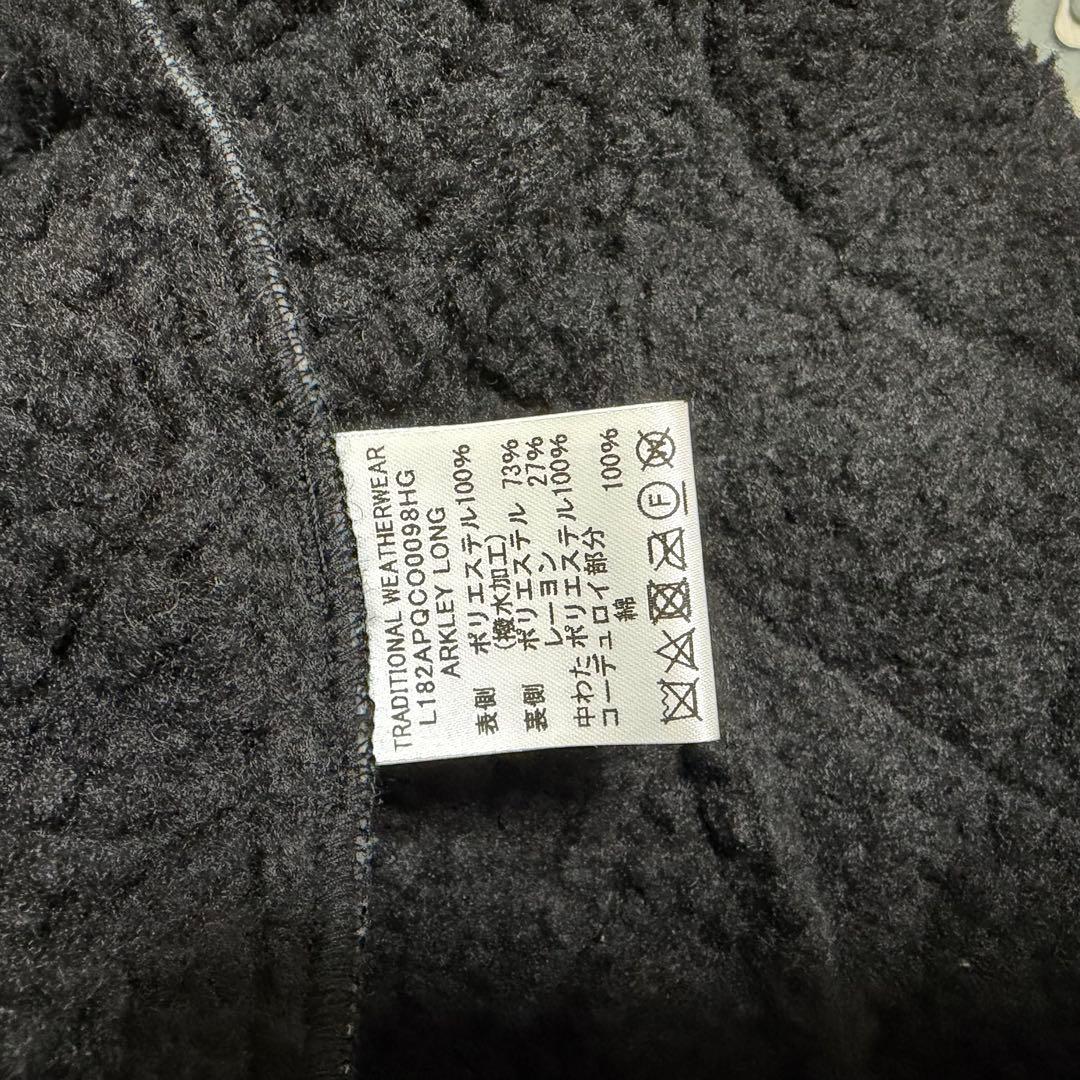 TRADITIONAL WEATHERWEAR
L182APQCO0098HG
ARKLEY LONG
表側 ポリエステル100%
(撥水加工)
裏側 ポリエステル 73%
レーヨン 27%
中わた ポリエステル100%
コーデュロイ部分
綿 100%
F